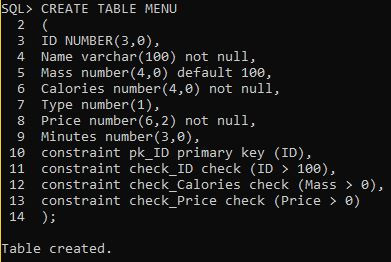 SQL> CREATE TABLE MENU
2 (
3 ID NUMBER(3,0),
4 Name varchar(100) not null,
5 Mass number(4,0) default 100,
6 Calories number(4,0) not null,
7 Type number(1),
8 Price number(6,2) not null,
9 Minutes number(3,0),
10 constraint pk_ID primary key (ID),
11 constraint check_ID check (ID > 100),
12 constraint check_Calories check (Mass > 0),
13 constraint check_Price check (Price > 0)
14 );
Table created.